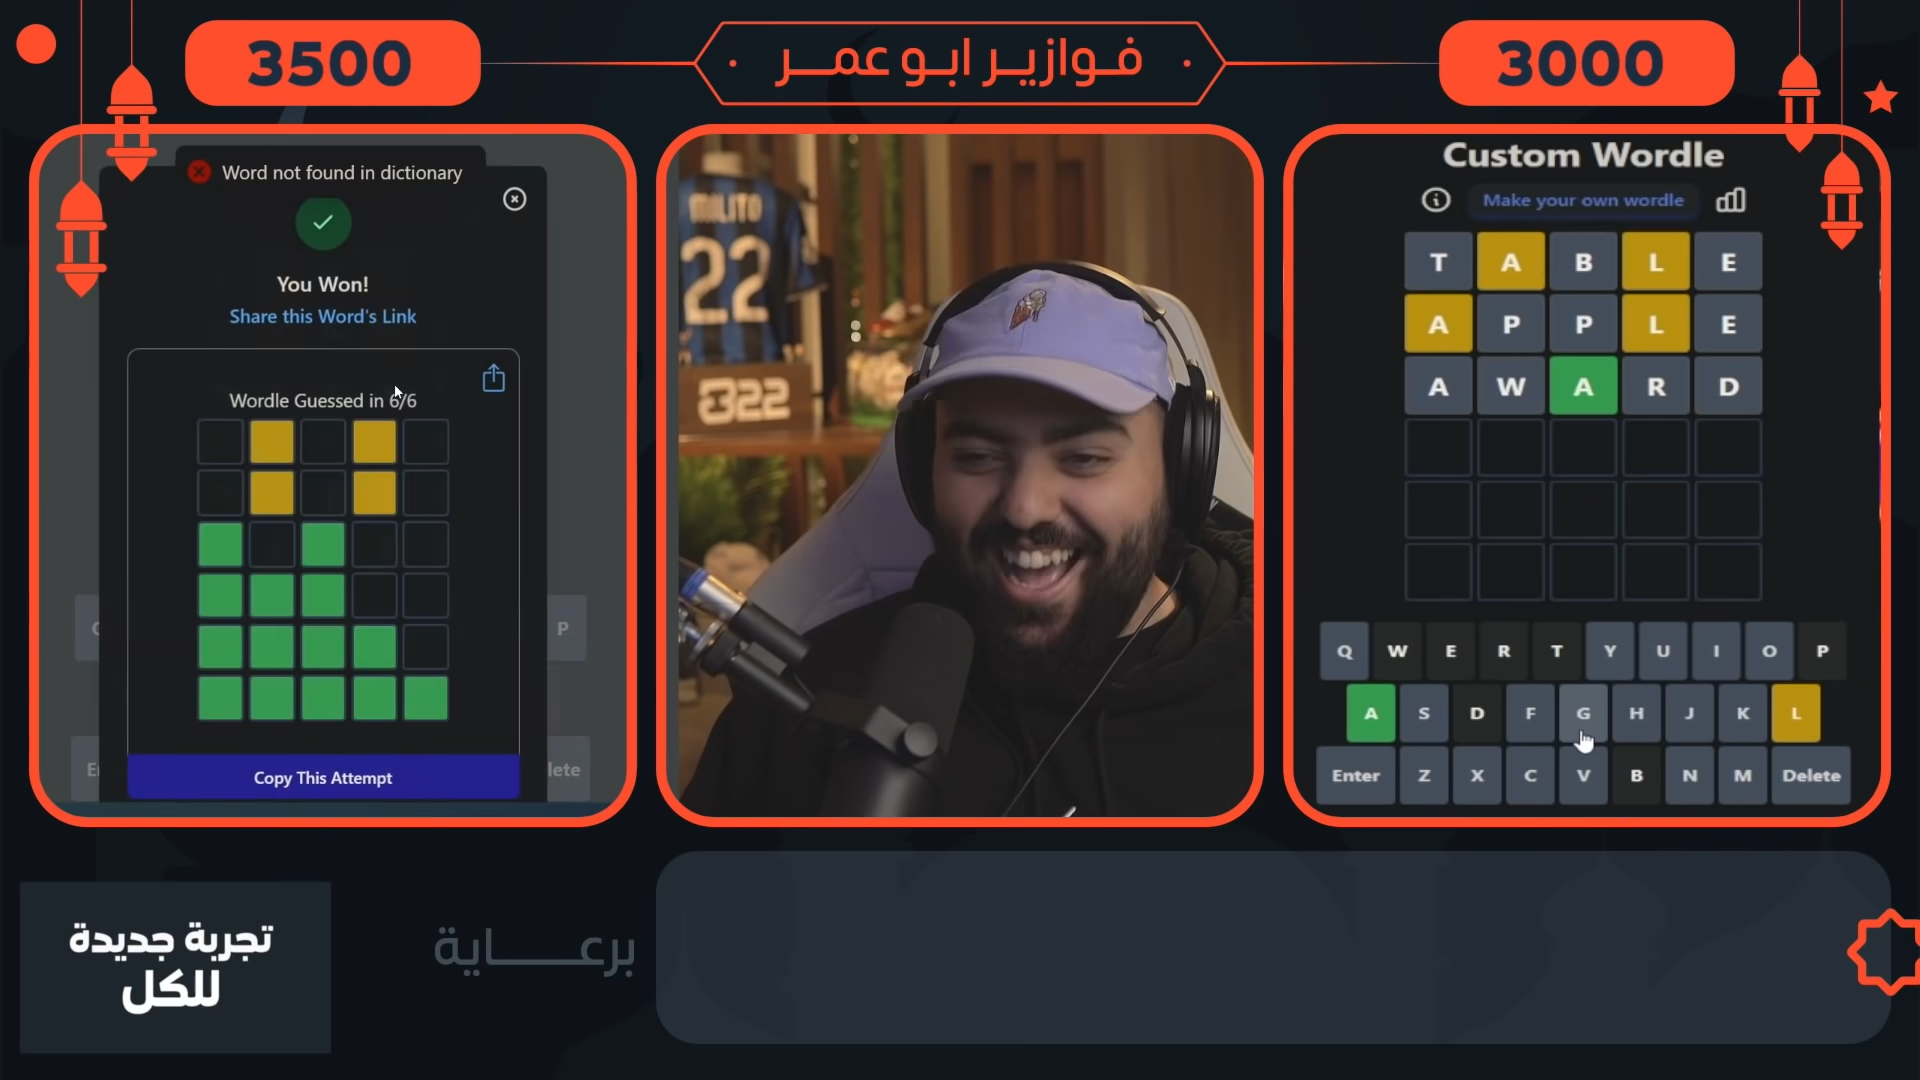 3500
فوازير ابو عمر
3000
Word not found in dictionary
You Won!
Share this Word's Link
Wordle Guessed in 6/6
P
Copy This Attempt
MILITO
22
Custom Wordle
Make your own wordle
T A B L E
A P P L E
A W A R D
Q W E R T Y U I O P
A S D F G H J K L
Enter Z X C V B N M Delete
تجربة جديدة
للكل
برعاية